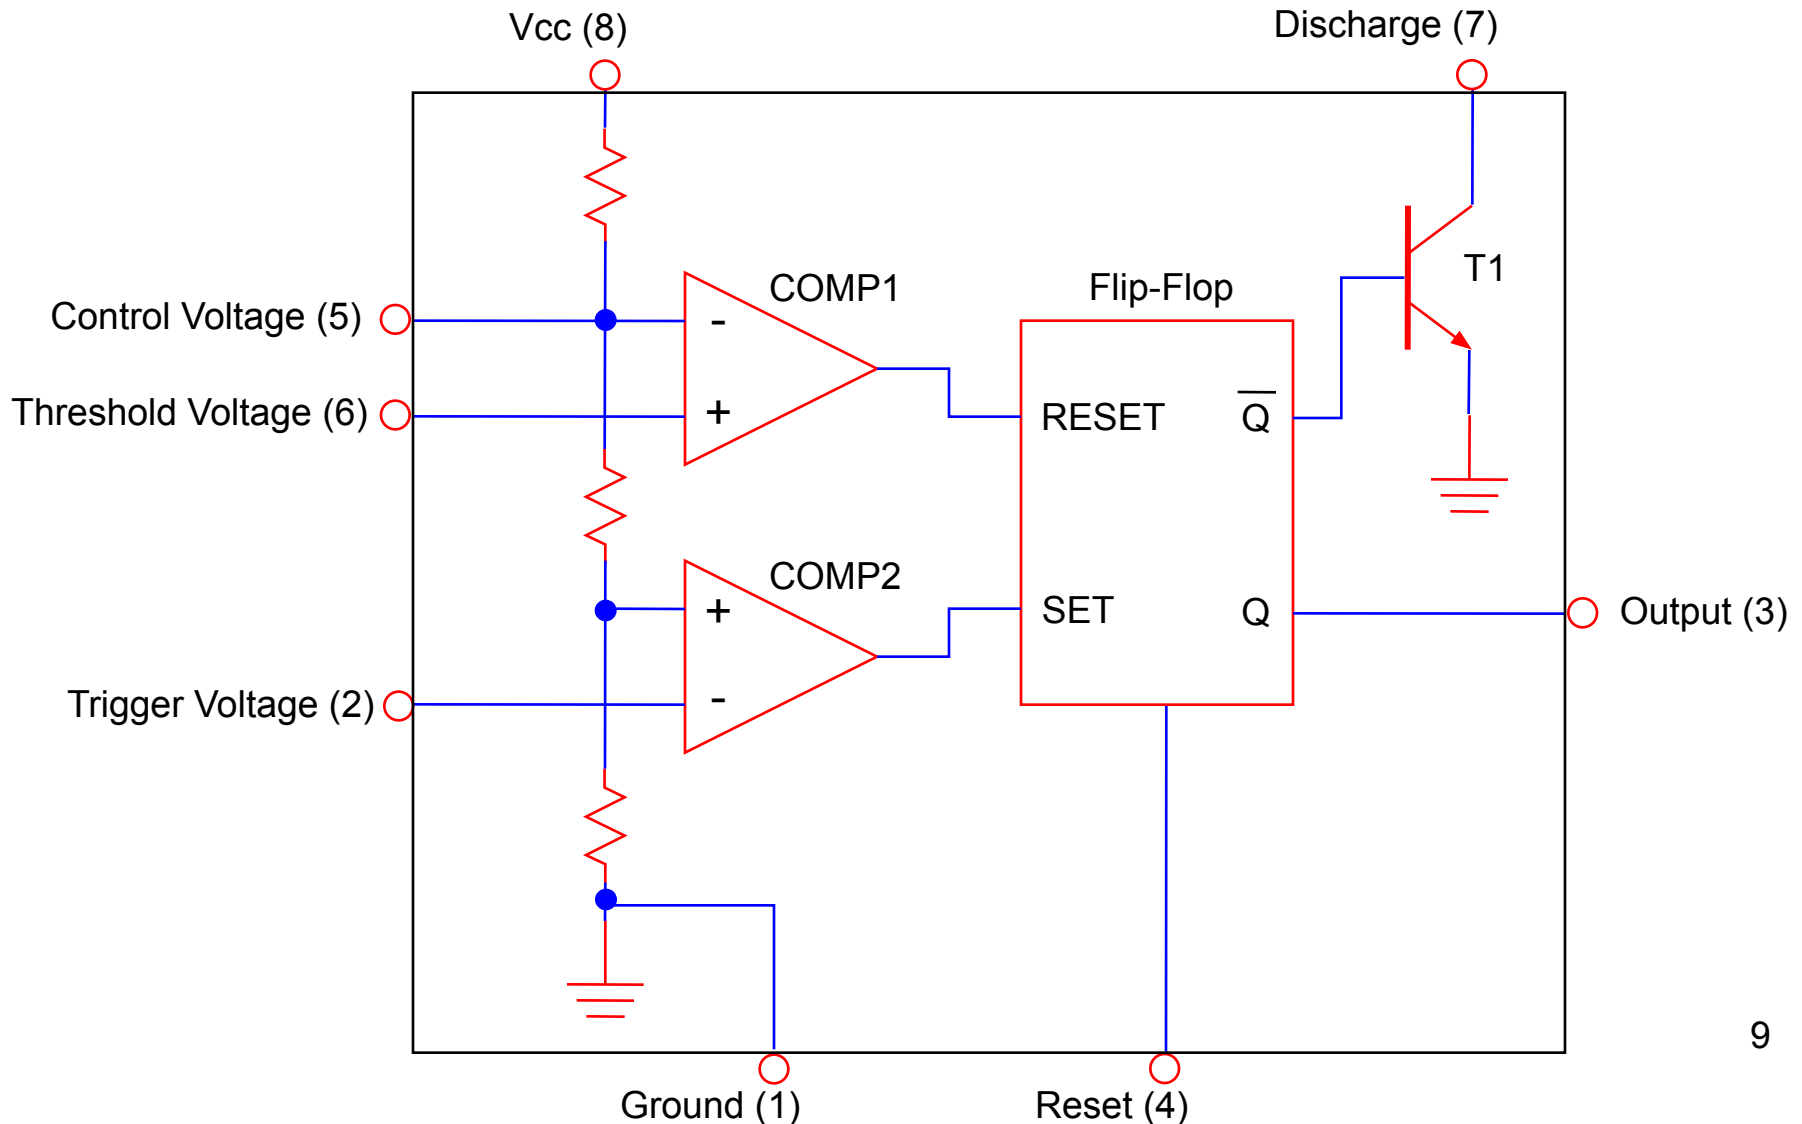 Vcc (8)
Discharge (7)
COMP1
Flip-Flop
T1
Control Voltage (5)
-
Threshold Voltage (6)
+
RESET
Q
COMP2
+
SET
Q
Output (3)
Trigger Voltage (2)
-
9
Ground (1)
Reset (4)